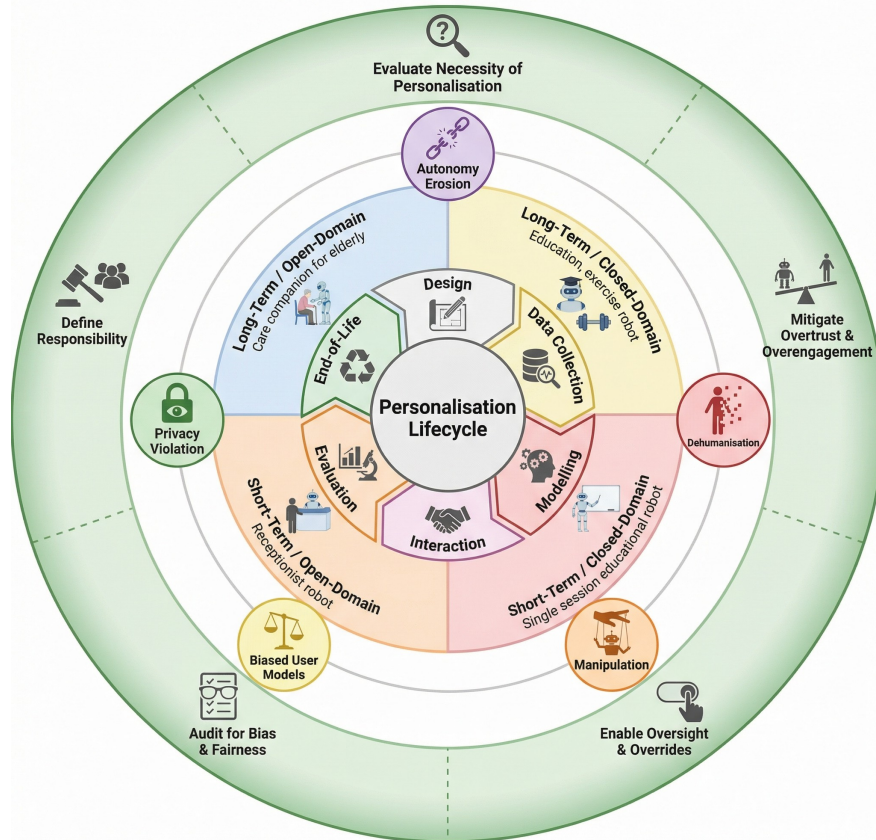 Evaluate Necessity of
Personalisation
Autonomy
Erosion
Long-Term / Open-Domain
Care companion for elderly
Long-Term / Closed-Domain
Education, exercise robot
Define
Responsibility
Mitigate
Overtrust &
Overengagement
Design
End-of-Life
Data Collection
Personalisation
Lifecycle
Privacy
Violation
Dehumanisation
Evaluation
Modelling
Interaction
Short-Term / Open-Domain
Receptionist robot
Short-Term / Closed-Domain
Single session educational robot
Biased User
Models
Manipulation
Audit for Bias
& Fairness
Enable Oversight
& Overrides